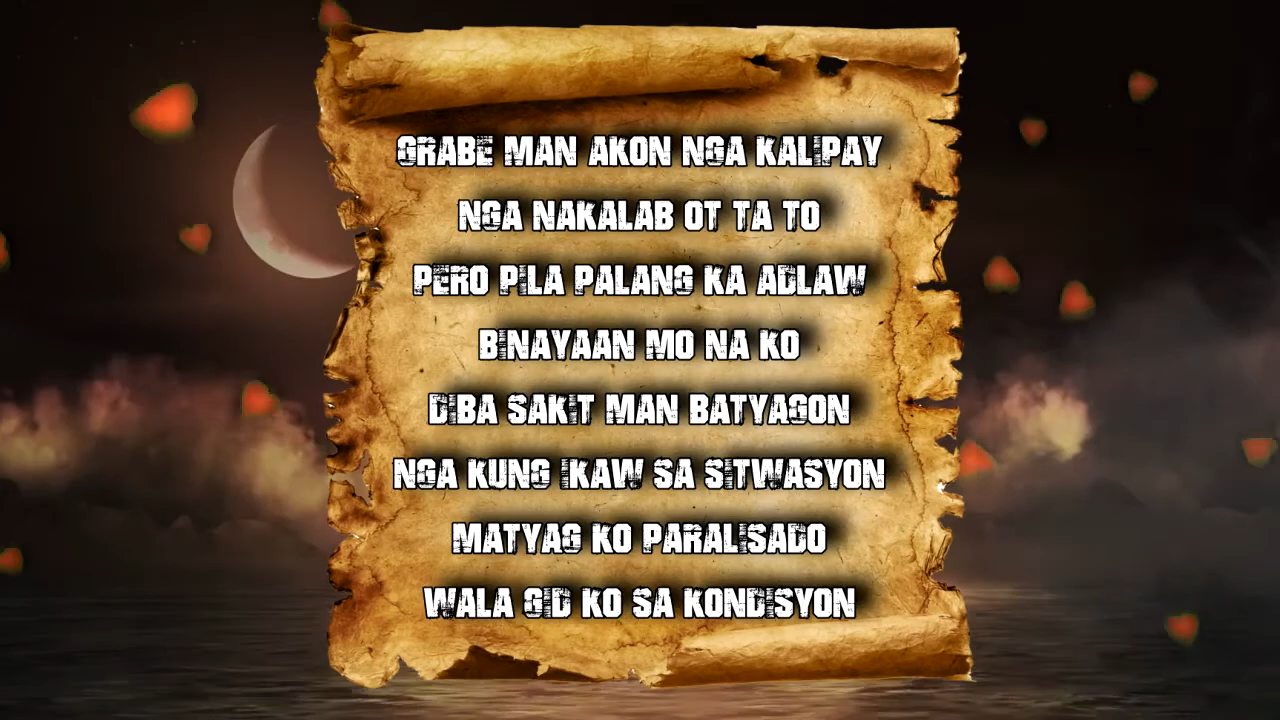 GRABE MAN AKON NGA KALIPAY
NGA NAKALAB OT TA TO
PERO PILA PALANG KA ADLAW
BINAYAAN MO NA KO
DIBA SAKIT MAN BATYAGON
NGA KUNG IKAW SA SITWASYON
MATYAG KO PARALISADO
WALA GID KO SA KONDISYON